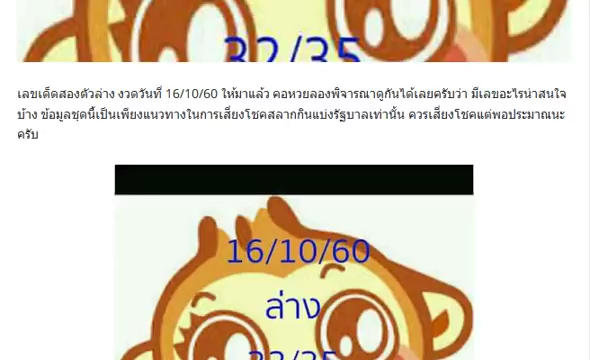 32/35
เลขเด็ดสองตัวล่าง งวดวันที่ 16/10/60 ให้มาแล้ว คอหวยลองพิจารณาดูกันได้เลยครับว่า มีเลขอะไรน่าสนใจ
บ้าง ข้อมูลชุดนี้เป็นเพียงแนวทางในการเสี่ยงโชคสลากกินแบ่งรัฐบาลเท่านั้น ควรเสี่ยงโชคแต่พอประมาณนะ
ครับ
16/10/60
ล่าง
32/35